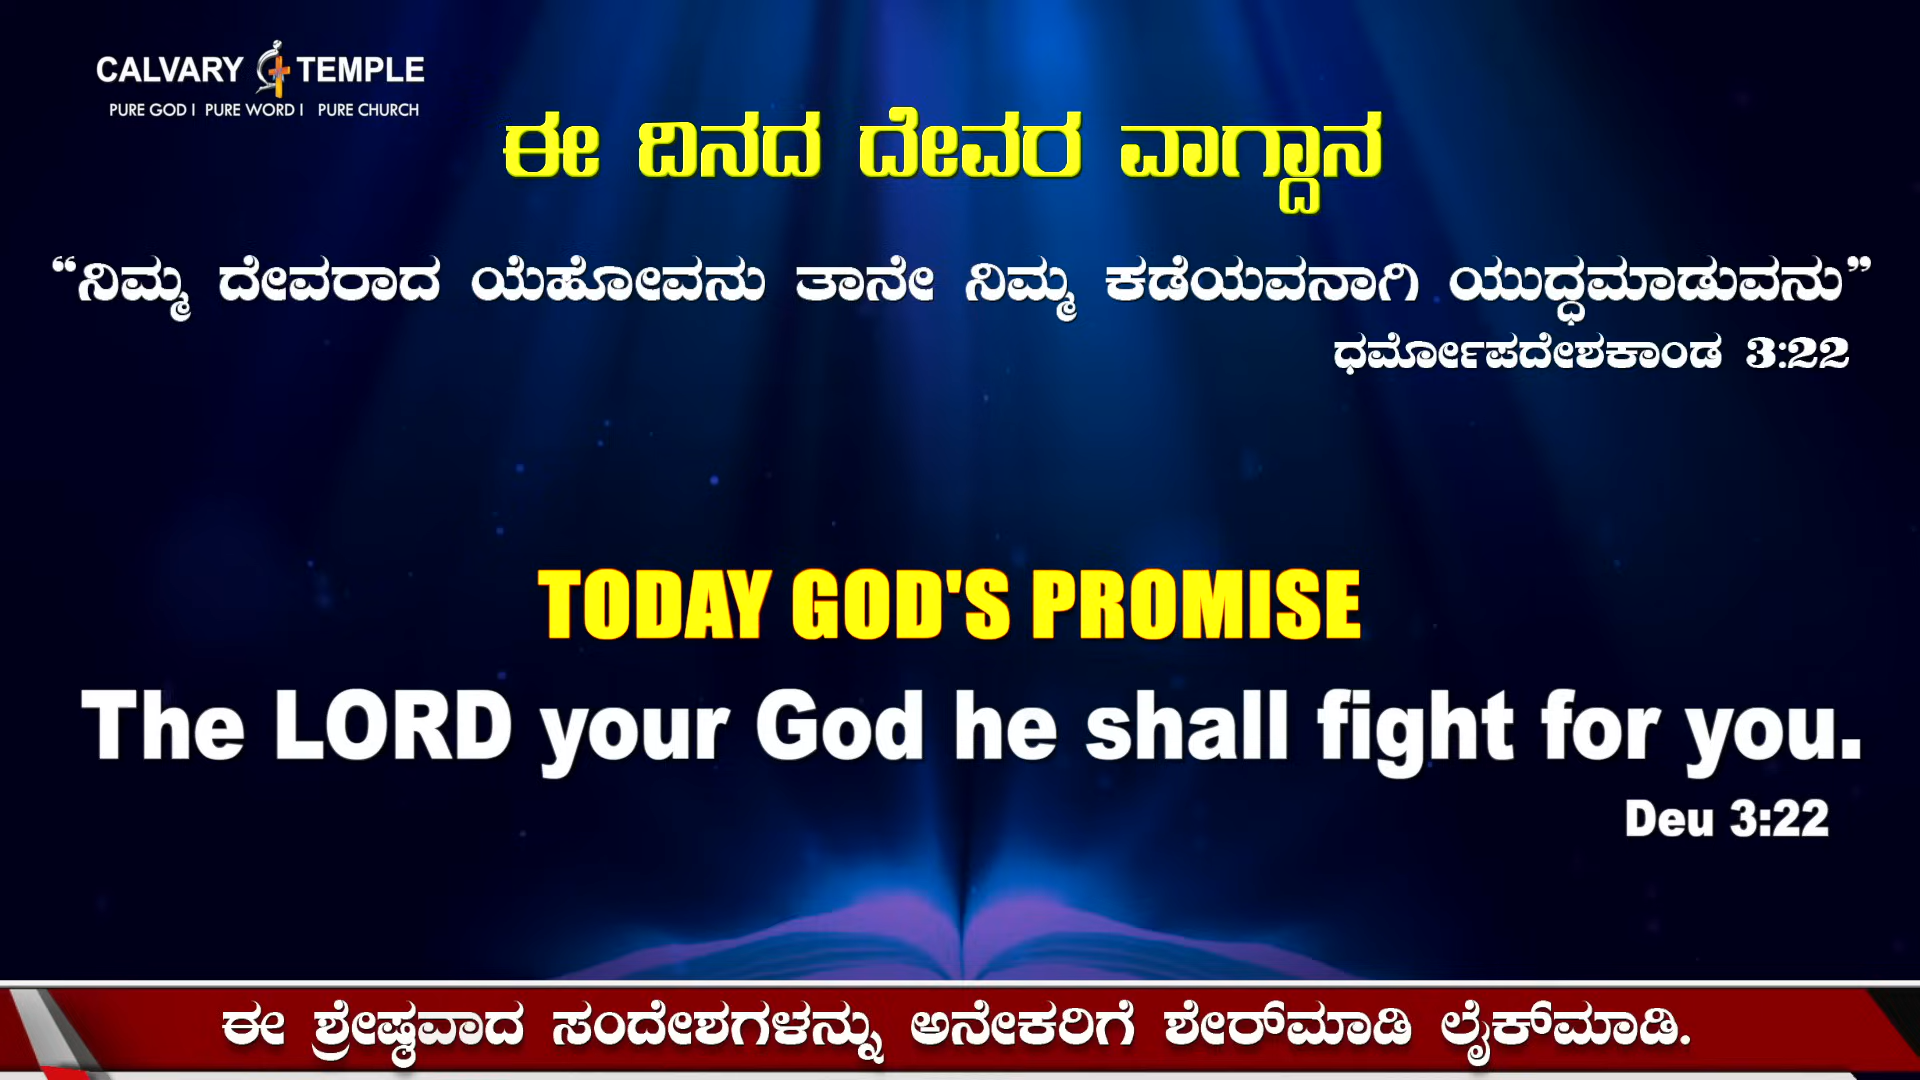 CALVARY TEMPLE
PURE GOD I PURE WORD I PURE CHURCH
ಈ ದಿನದ ದೇವರ ವಾಗ್ದಾನ
“ನಿಮ್ಮ ದೇವರಾದ ಯೆಹೋವನು ತಾನೇ ನಿಮ್ಮ ಕಡೆಯವನಾಗಿ ಯುದ್ಧಮಾಡುವನು”
ಧರ್ಮೋಪದೇಶಕಾಂಡ 3:22
TODAY GOD'S PROMISE
The LORD your God he shall fight for you.
Deu 3:22
ಈ ಶ್ರೇಷ್ಠವಾದ ಸಂದೇಶಗಳನ್ನು ಅನೇಕರಿಗೆ ಶೇರ್‌ಮಾಡಿ ಲೈಕ್‌ಮಾಡಿ.